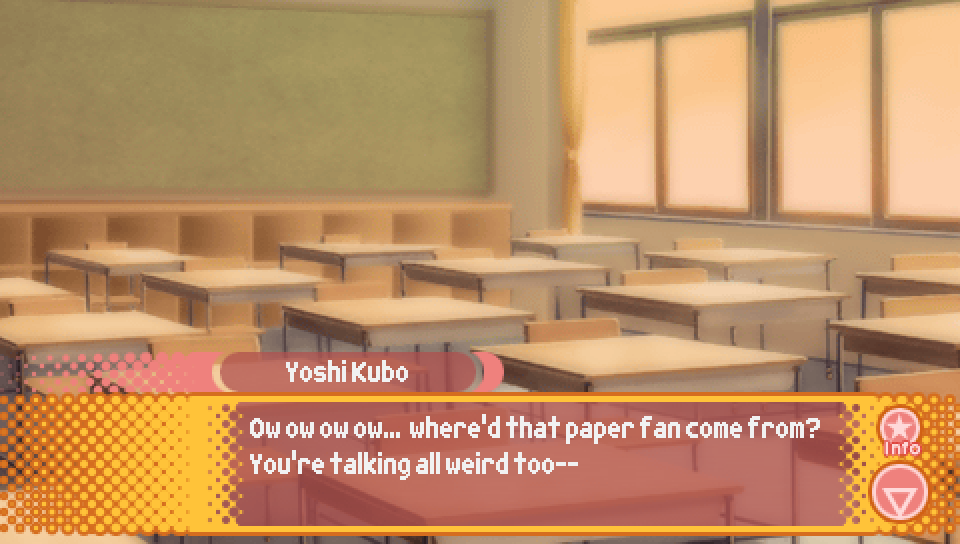 Yoshi Kubo
Ow ow ow ow... where'd that paper fan come from?
You're talking all weird too--
Info